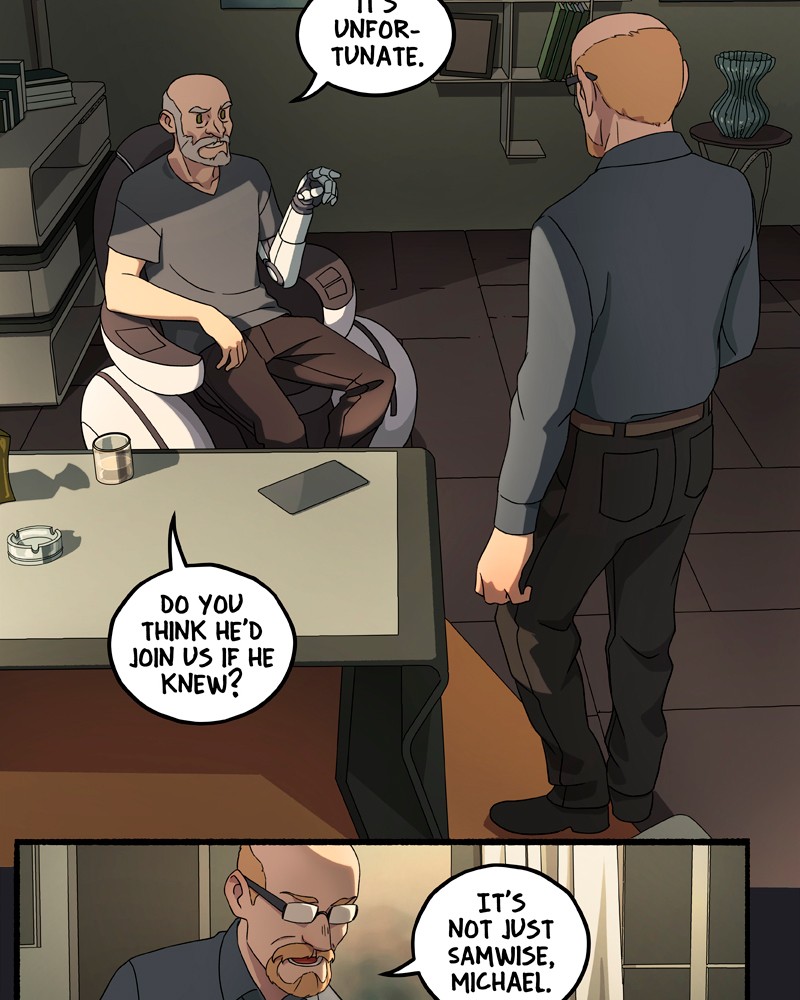 IT'S
UNFOR-
TUNATE.
DO YOU
THINK HE'D
JOIN US IF HE
KNEW?
IT'S
NOT JUST
SAMWISE,
MICHAEL.